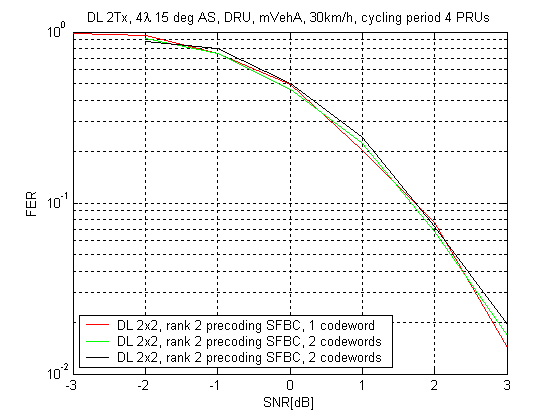 DL 2Tx, 4λ 15 deg AS, DRU, mVehA, 30km/h, cycling period 4 PRUs
10^0
10^-1
10^-2
FER
DL 2x2, rank 2 precoding SFBC, 1 codeword
DL 2x2, rank 2 precoding SFBC, 2 codewords
DL 2x2, rank 2 precoding SFBC, 2 codewords
-3 -2 -1 0 1 2 3
SNR[dB]